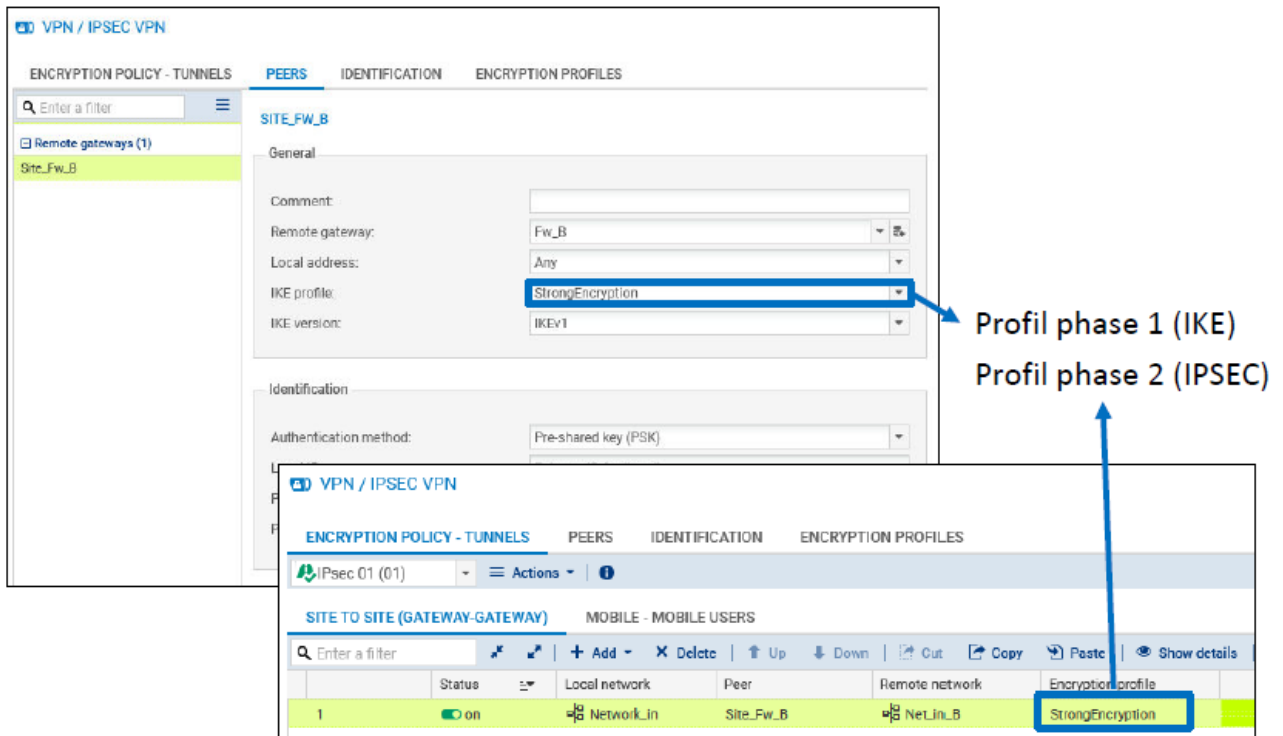 VPN / IPSEC VPN
ENCRYPTION POLICY - TUNNELS PEERS IDENTIFICATION ENCRYPTION PROFILES
Enter a filter
SITE_FW_B
Remote gateways (1)
General
Site_Fw_B
Comment:
Remote gateway: Fw_B
Local address: Any
IKE profile: StrongEncryption
IKE version: IKEv1
Profil phase 1 (IKE)
Profil phase 2 (IPSEC)
Identification
Authentication method: Pre-shared key (PSK)
VPN / IPSEC VPN
ENCRYPTION POLICY - TUNNELS PEERS IDENTIFICATION ENCRYPTION PROFILES
IPsec 01 (01) Actions
SITE TO SITE (GATEWAY-GATEWAY) MOBILE - MOBILE USERS
Enter a filter Add Delete Up Down Cut Copy Paste Show details
Status Local network Peer Remote network Encryption profile
1 on Network_in Site_Fw_B Net_in_B StrongEncryption